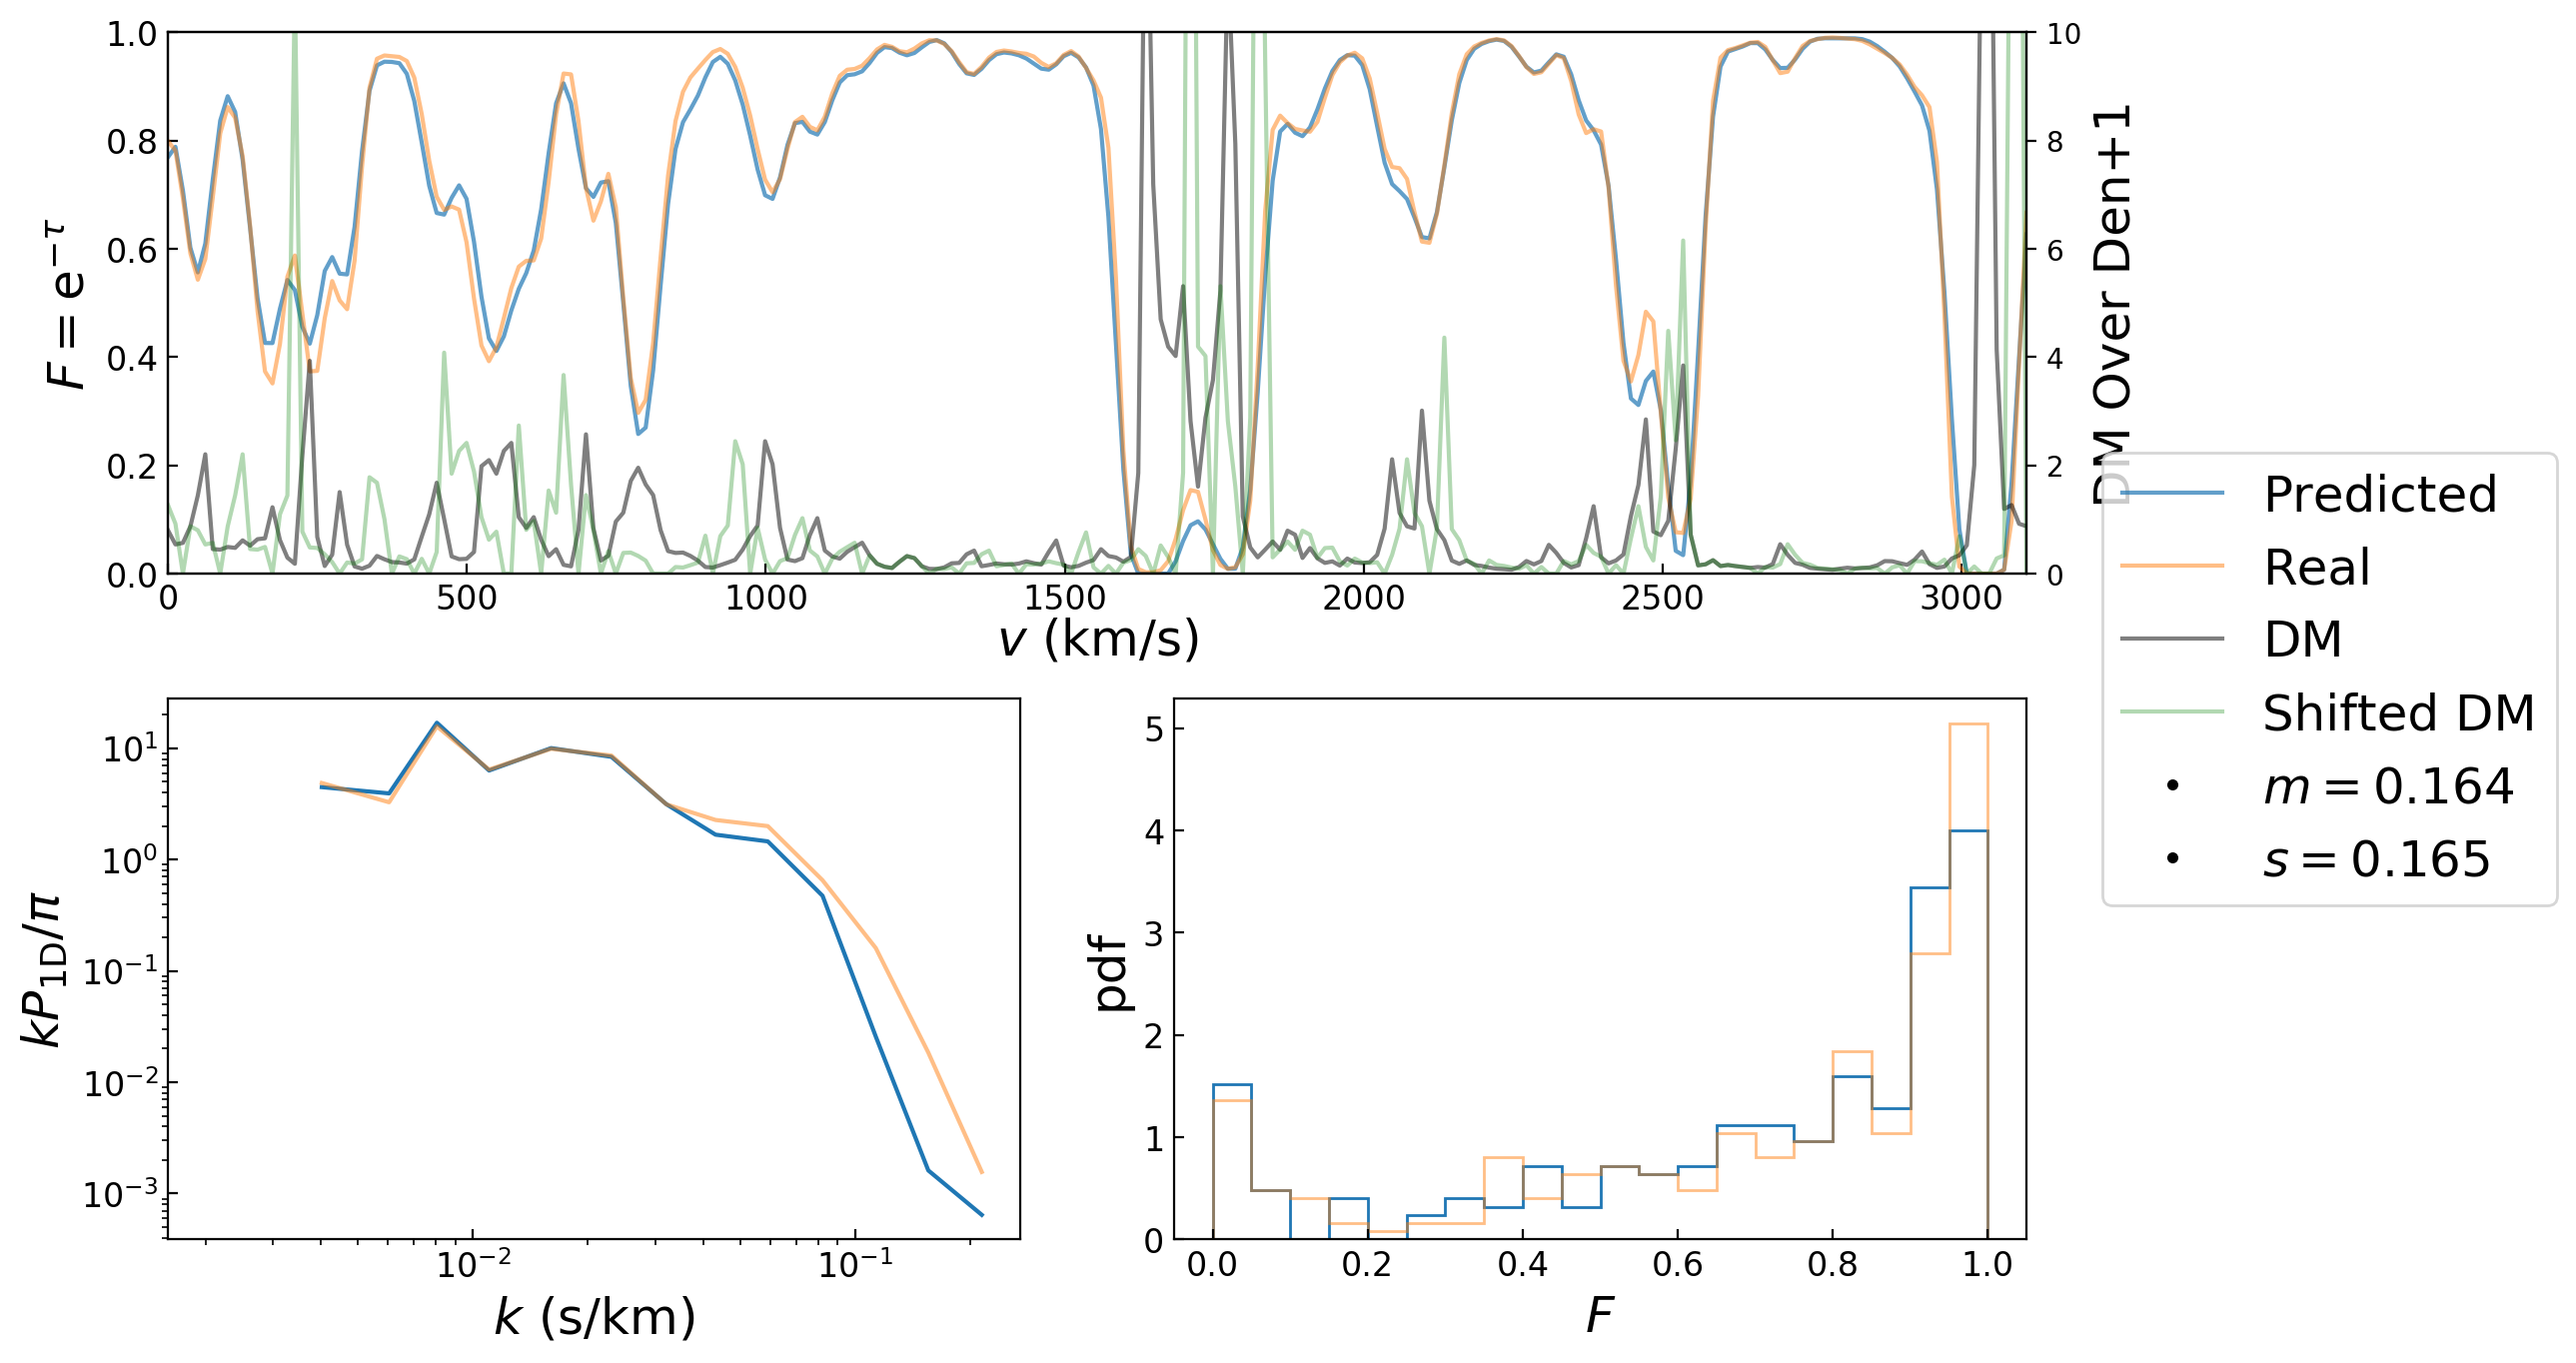 1.0
0.8
0.6
0.4
0.2
0.0
F = e^{−τ}
10
8
6
4
2
0
DM Over Den+1
0 500 1000 1500 2000 2500 3000
v (km/s)
Predicted
Real
DM
Shifted DM
m = 0.164
s = 0.165
10^1
10^0
10^{−1}
10^{−2}
10^{−3}
kP_{1D}/π
10^{−2} 10^{−1}
k (s/km)
5
4
3
2
1
0
pdf
0.0 0.2 0.4 0.6 0.8 1.0
F